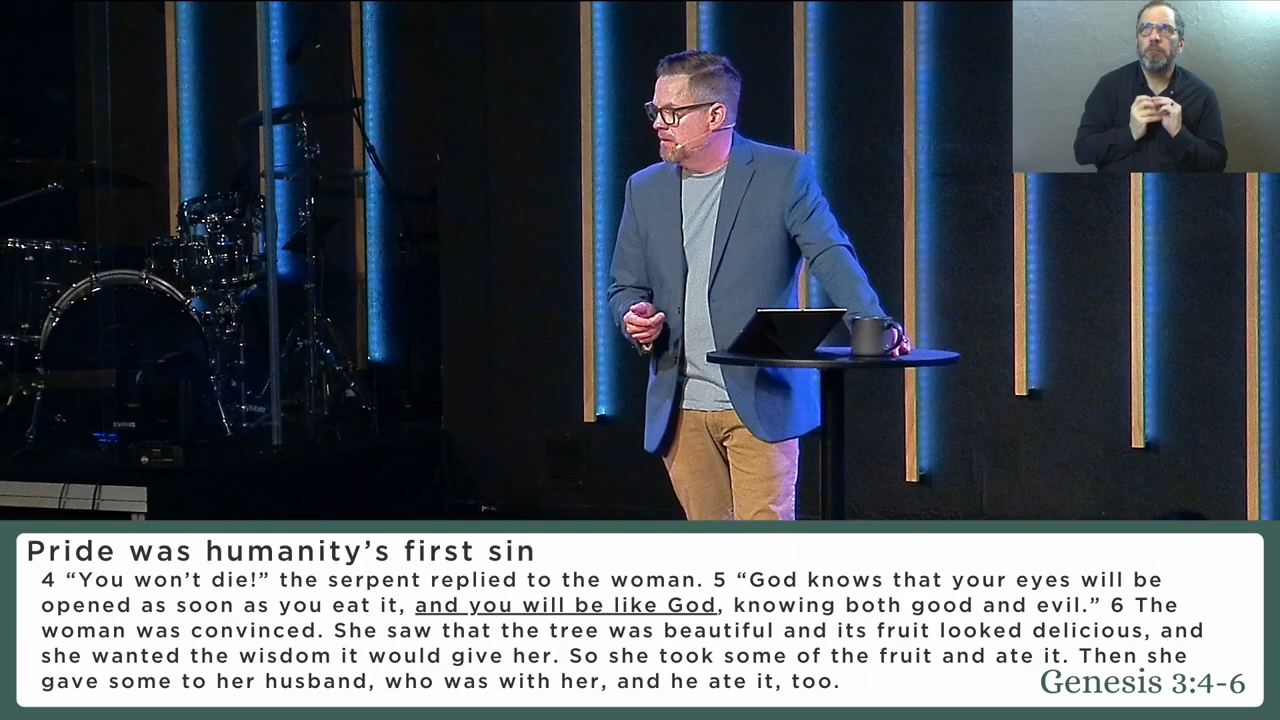 Pride was humanity's first sin
4 “You won’t die!” the serpent replied to the woman. 5 “God knows that your eyes will be
opened as soon as you eat it, and you will be like God, knowing both good and evil.” 6 The
woman was convinced. She saw that the tree was beautiful and its fruit looked delicious, and
she wanted the wisdom it would give her. So she took some of the fruit and ate it. Then she
gave some to her husband, who was with her, and he ate it, too.
Genesis 3:4-6
EVANS